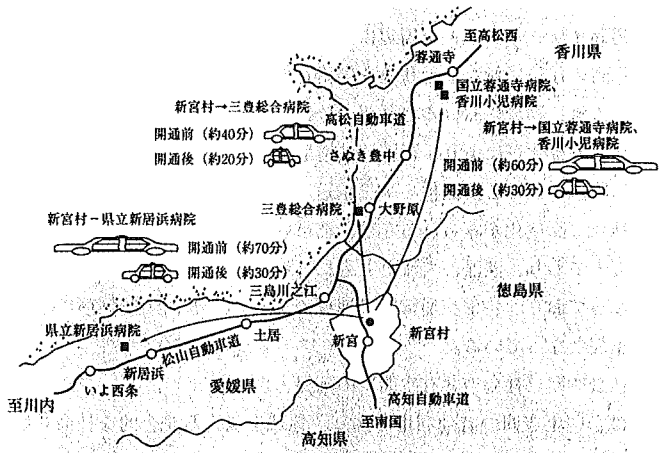 至高松西
善通寺
香川県
国立善通寺病院、
香川小児病院
新宮村→三豊総合病院
開通前（約40分）
開通後（約20分）
高松自動車道
さぬき豊中
新宮村→国立善通寺病院、
香川小児病院
開通前（約60分）
開通後（約30分）
三豊総合病院
大野原
新宮村－県立新居浜病院
開通前（約70分）
開通後（約30分）
三島川之江
徳島県
県立新居浜病院
土居
新宮
新宮村
松山自動車道
新居浜
いよ西条
愛媛県
至川内
高知自動車道
至南国
高知県